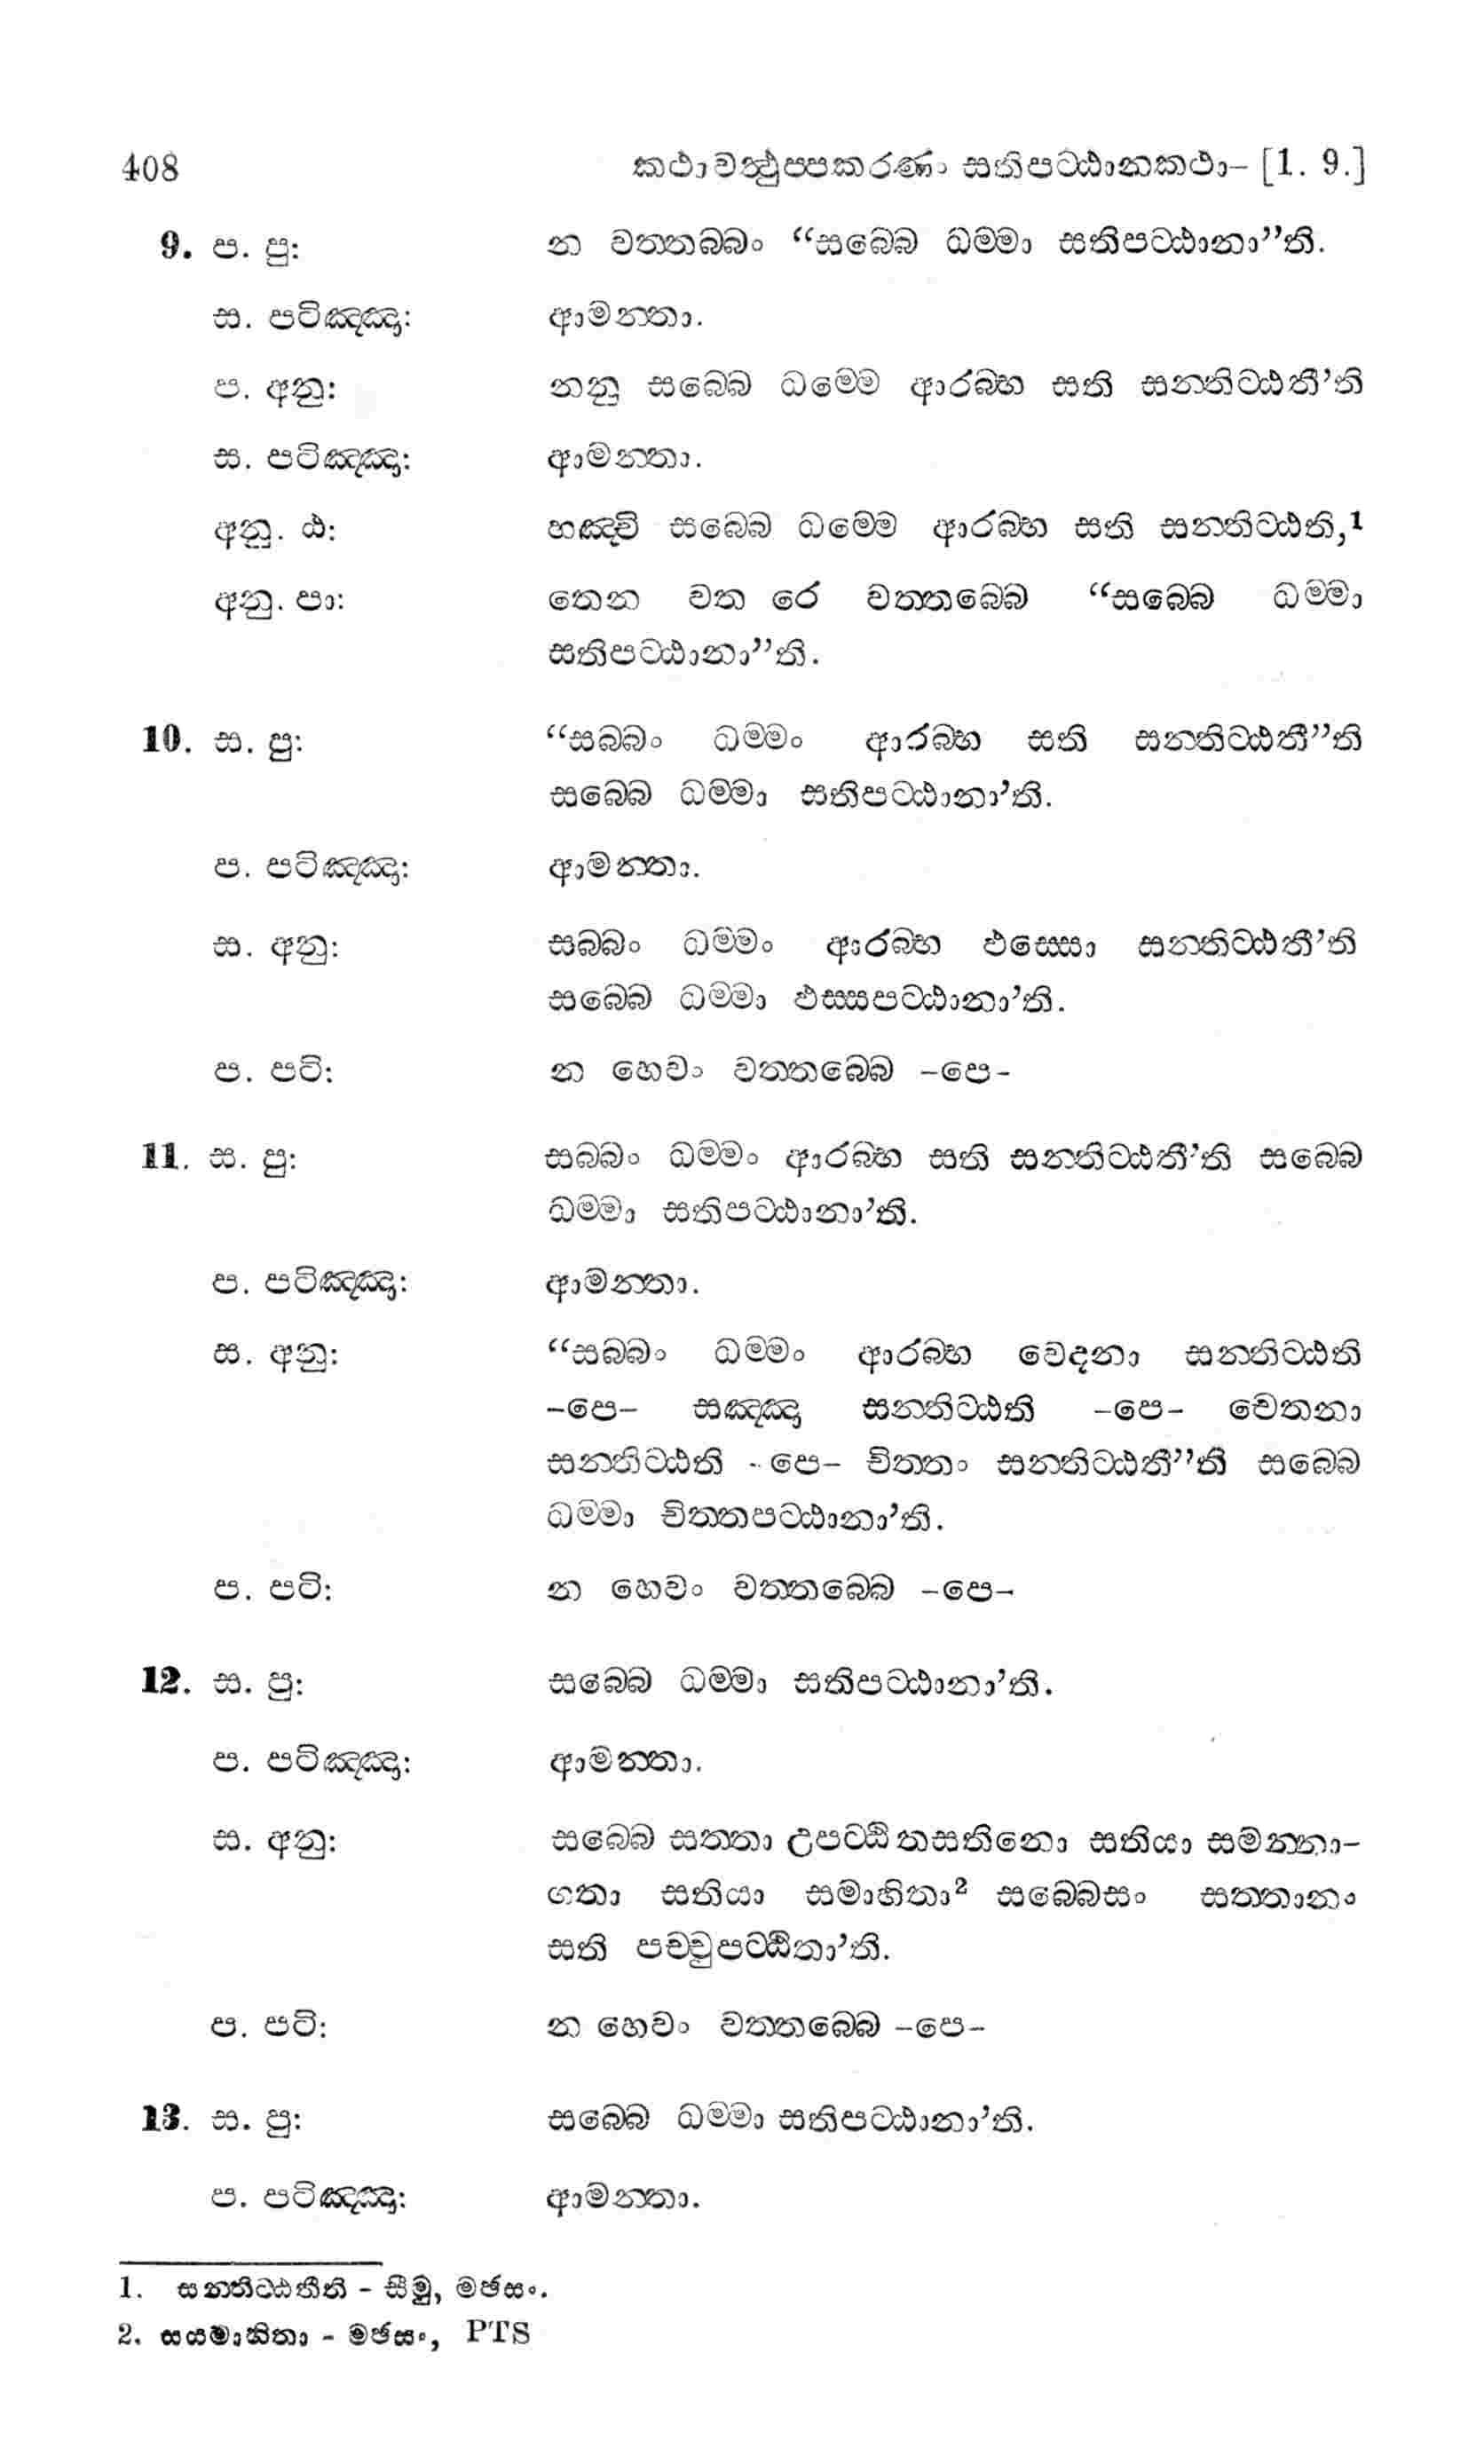 408 කථාවත්‍ථුප්පකරණං සතිපට්ඨානකථා– [1. 9.]
9. ප. පු: න වත්තබ්බං “සබ්බෙ ධම්මා සතිපට්ඨානා”ති.
ස. පටිඤ්ඤා: ආමන්තා.
ප. අනු: නනු සබ්බෙ ධම්මෙ ආරබ්භ සති සන්තිට්ඨතී’ති
ස. පටිඤ්ඤා: ආමන්තා.
අනු. ඨ: හඤ්චි සබ්බෙ ධම්මෙ ආරබ්භ සති සන්තිට්ඨති,1
අනු. පා: තෙන වත රෙ වත්තබ්බෙ “සබ්බෙ ධම්මා
සතිපට්ඨානා”ති.
10. ස. පු: “සබ්බං ධම්මං ආරබ්භ සති සන්තිට්ඨතී”ති
සබ්බෙ ධම්මා සතිපට්ඨානා’ති.
ප. පටිඤ්ඤා: ආමන්තා.
ස. අනු: සබ්බං ධම්මං ආරබ්භ ඵස්සො සන්තිට්ඨතී’ති
සබ්බෙ ධම්මා ඵස්සපට්ඨානා’ති.
ප. පටි: න හෙවං වත්තබ්බෙ –පෙ–
11. ස. පු: සබ්බං ධම්මං ආරබ්භ සති සන්තිට්ඨතී’ති සබ්බෙ
ධම්මා සතිපට්ඨානා’ති.
ප. පටිඤ්ඤා: ආමන්තා.
ස. අනු: “සබ්බං ධම්මං ආරබ්භ වෙදනා සන්තිට්ඨති
–පෙ– සඤ්ඤා සන්තිට්ඨති –පෙ– චෙතනා
සන්තිට්ඨති –පෙ– චිත්තං සන්තිට්ඨතී”ති සබ්බෙ
ධම්මා චිත්තපට්ඨානා’ති.
ප. පටි: න හෙවං වත්තබ්බෙ –පෙ–
12. ස. පු: සබ්බෙ ධම්මා සතිපට්ඨානා’ති.
ප. පටිඤ්ඤා: ආමන්තා.
ස. අනු: සබ්බෙ සත්තා උපට්ඨිතසතිනො සතියා සමන්නා–
ගතා සතියා සමාහිතා2 සබ්බෙසං සත්තානං
සති පච්චුපට්ඨිතා’ති.
ප. පටි: න හෙවං වත්තබ්බෙ –පෙ–
13. ස. පු: සබ්බෙ ධම්මා සතිපට්ඨානා’ති.
ප. පටිඤ්ඤා: ආමන්තා.
1. සන්තිට්ඨතීති – සීමු, මඡසං.
2. සයමාහිතා – මඡසං, PTS